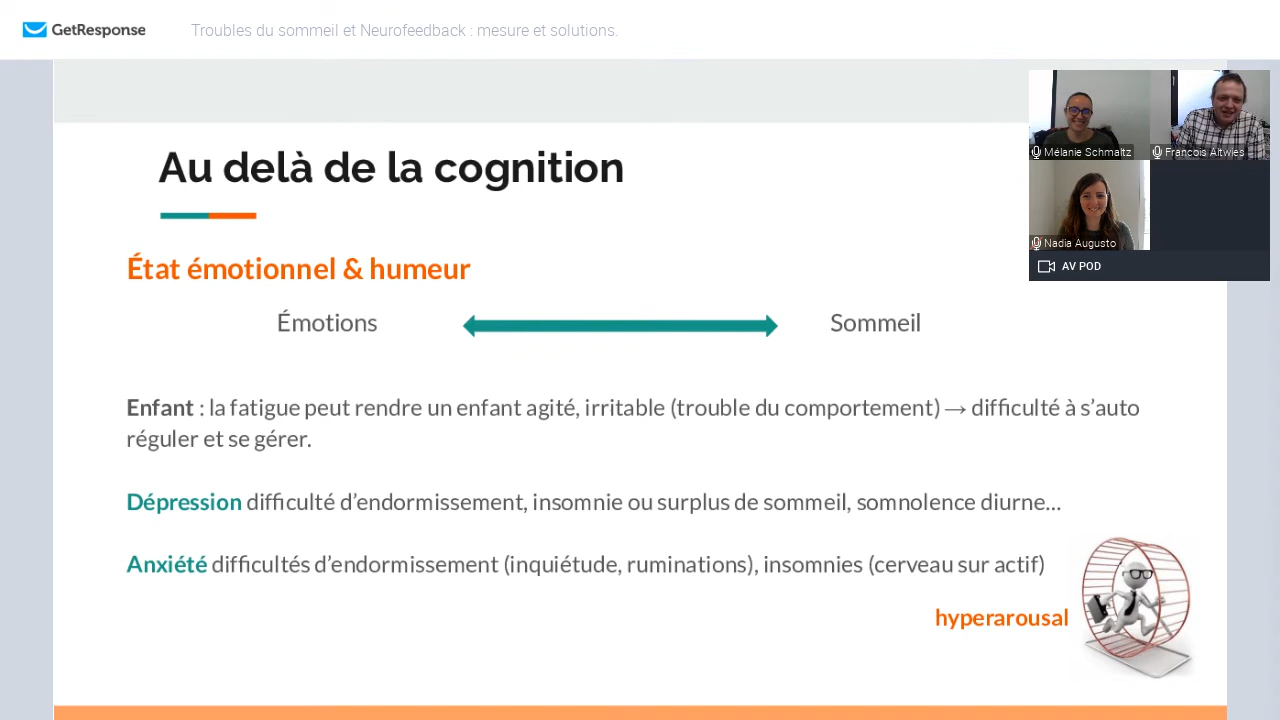 GetResponse
Troubles du sommeil et Neurofeedback : mesure et solutions.
Mélanie Schmaltz
Francois Altwies
Nadia Augusto
AV POD
Au delà de la cognition
État émotionnel & humeur
Émotions
Sommeil
Enfant : la fatigue peut rendre un enfant agité, irritable (trouble du comportement) → difficulté à s’auto
réguler et se gérer.
Dépression difficulté d’endormissement, insomnie ou surplus de sommeil, somnolence diurne...
Anxiété difficultés d’endormissement (inquiétude, ruminations), insomnies (cerveau sur actif)
hyperarousal